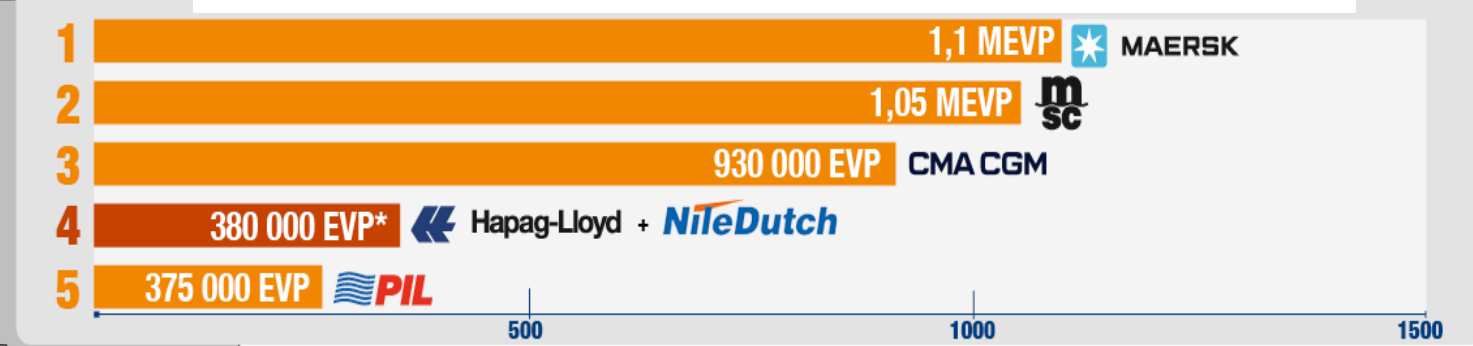 1 1,1 MEVP MAERSK
2 1,05 MEVP m sc
3 930 000 EVP CMA CGM
4 380 000 EVP* Hapag-Lloyd + NileDutch
5 375 000 EVP PIL
500 1000 1500